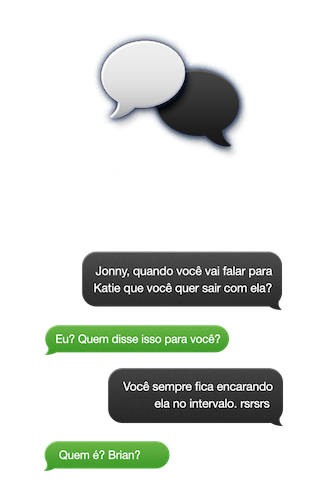 Jonny, quando você vai falar para
Katie que você quer sair com ela?
Eu? Quem disse isso para você?
Você sempre fica encarando
ela no intervalo. rsrsrs
Quem é? Brian?